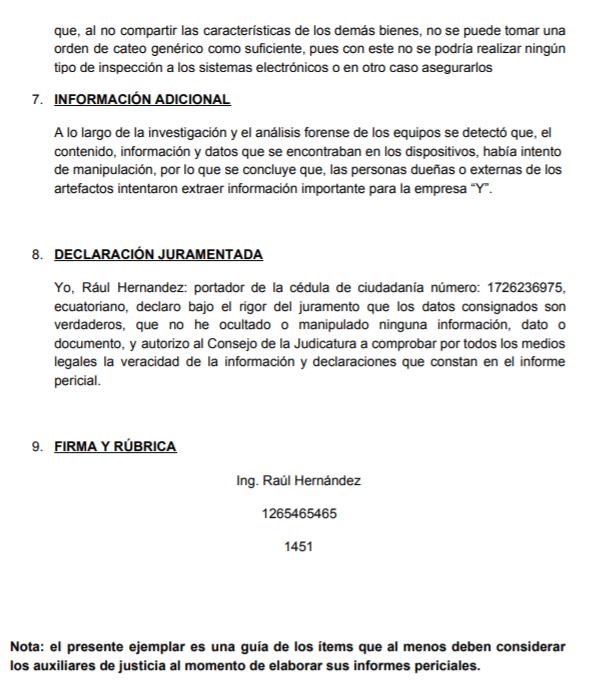 que, al no compartir las características de los demás bienes, no se puede tomar una
orden de cateo genérico como suficiente, pues con este no se podría realizar ningún
tipo de inspección a los sistemas electrónicos o en otro caso asegurarlos
7. INFORMACIÓN ADICIONAL
A lo largo de la investigación y el análisis forense de los equipos se detectó que, el
contenido, información y datos que se encontraban en los dispositivos, había intento
de manipulación, por lo que se concluye que, las personas dueñas o externas de los
artefactos intentaron extraer información importante para la empresa “Y”.
8. DECLARACIÓN JURAMENTADA
Yo, Rául Hernandez: portador de la cédula de ciudadanía número: 1726236975,
ecuatoriano, declaro bajo el rigor del juramento que los datos consignados son
verdaderos, que no he ocultado o manipulado ninguna información, dato o
documento, y autorizo al Consejo de la Judicatura a comprobar por todos los medios
legales la veracidad de la información y declaraciones que constan en el informe
pericial.
9. FIRMA Y RÚBRICA
Ing. Raúl Hernández
1265465465
1451
Nota: el presente ejemplar es una guía de los ítems que al menos deben considerar
los auxiliares de justicia al momento de elaborar sus informes periciales.